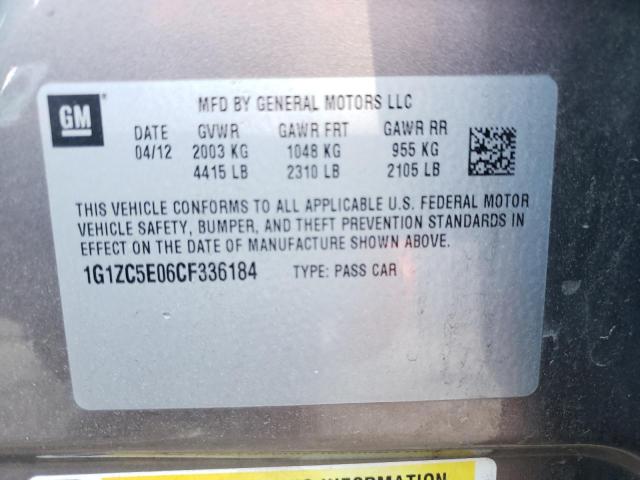 GM
MFD BY GENERAL MOTORS LLC
DATE GVWR GAWR FRT GAWR RR
04/12 2003 KG 1048 KG 955 KG
4415 LB 2310 LB 2105 LB
THIS VEHICLE CONFORMS TO ALL APPLICABLE U.S. FEDERAL MOTOR
VEHICLE SAFETY, BUMPER, AND THEFT PREVENTION STANDARDS IN
EFFECT ON THE DATE OF MANUFACTURE SHOWN ABOVE.
1G1ZC5E06CF336184 TYPE: PASS CAR
INFORMATION